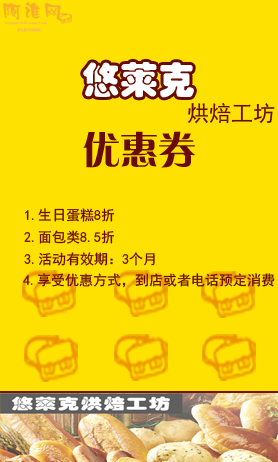 阿淮网
悠莱克
烘焙工坊
优惠券
1.生日蛋糕8折
2.面包类8.5折
3.活动有效期：3个月
4.享受优惠方式，到店或者电话预定消费
悠莱克烘焙工坊